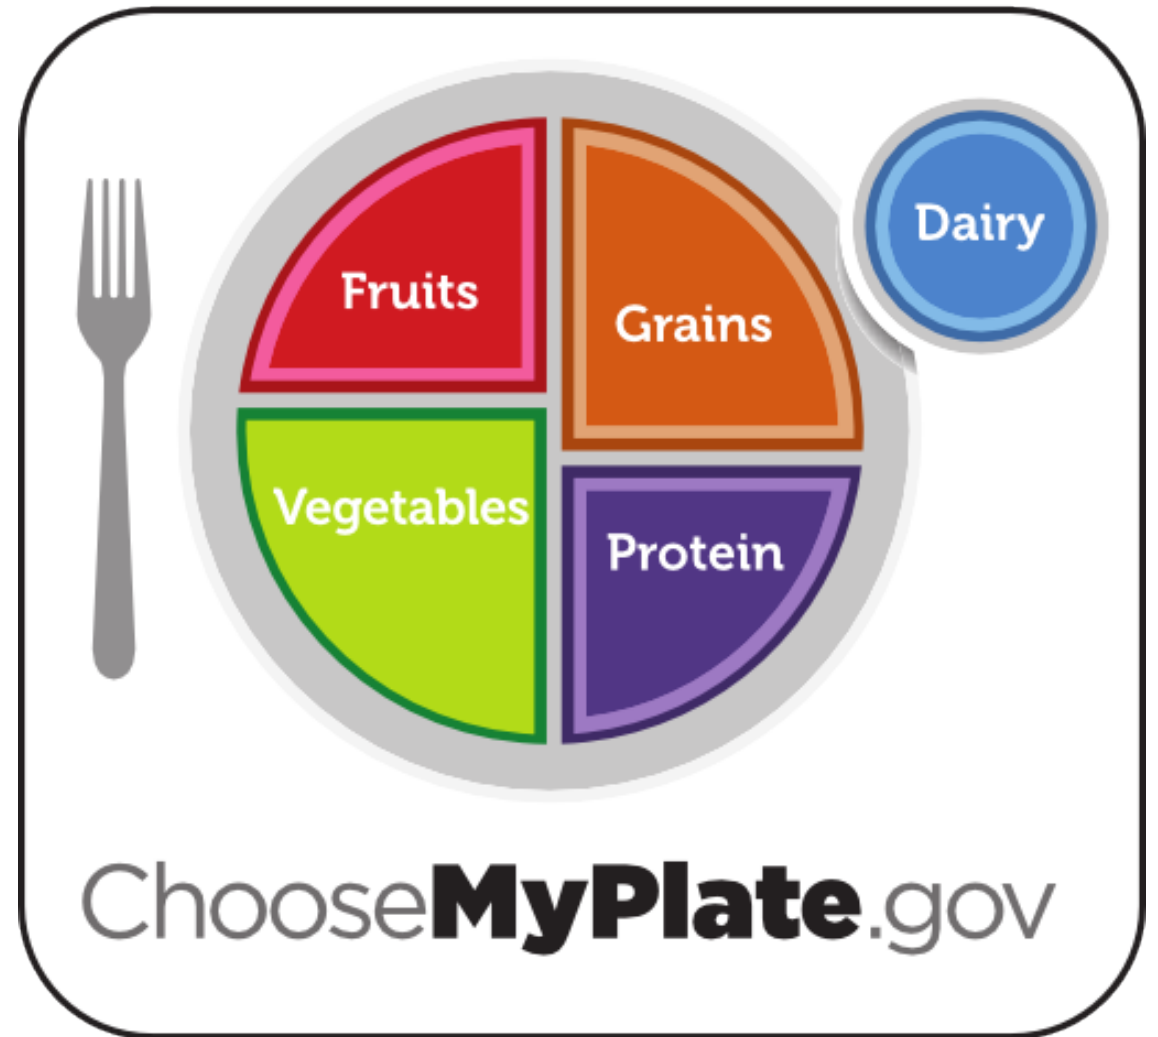 Dairy
Fruits
Grains
Vegetables
Protein
ChooseMyPlate.gov